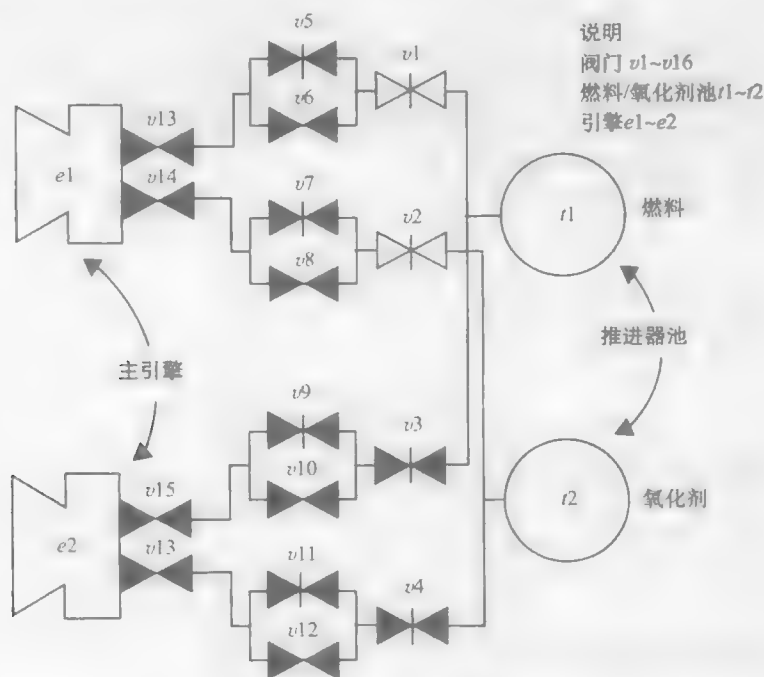 说明
阀门 v1~v16
燃料/氧化剂池t1~t2
引擎e1~e2
v5
v1
v6
v13
v14
e1
v7
v2
v8
t1
燃料
主引擎
推进器池
v9
v3
v10
v15
e2
v13
v11
v4
v12
t2
氧化剂